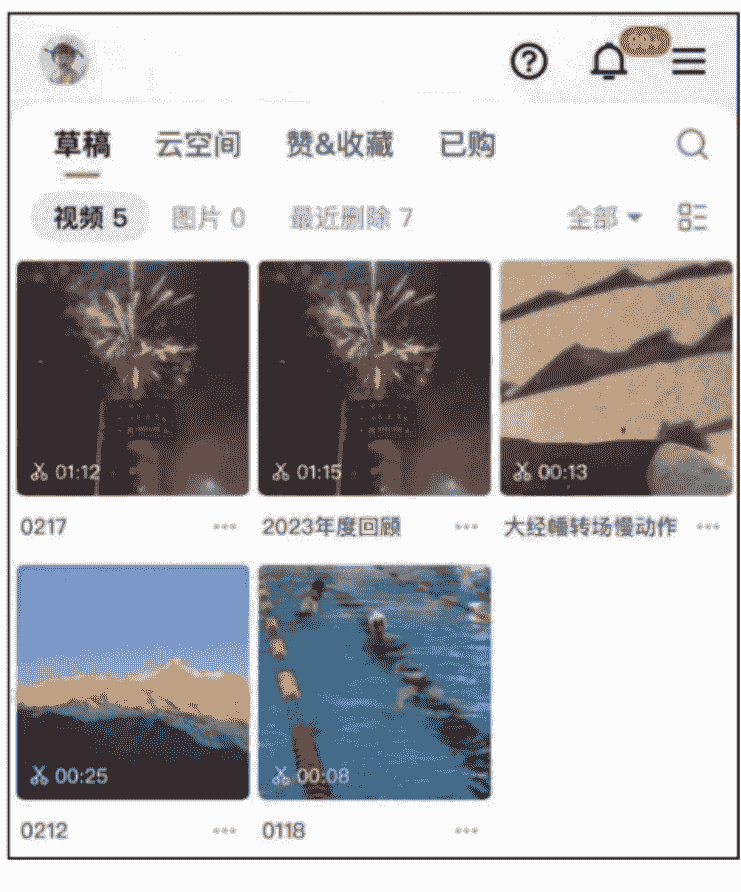 99+
草稿 云空间 赞&收藏 已购
视频 5 图片 0 最近删除 7 全部
01:12 01:15 00:13
0217 2023年度回顾 大经幡转场慢动作
00:25 00:08
0212 0118